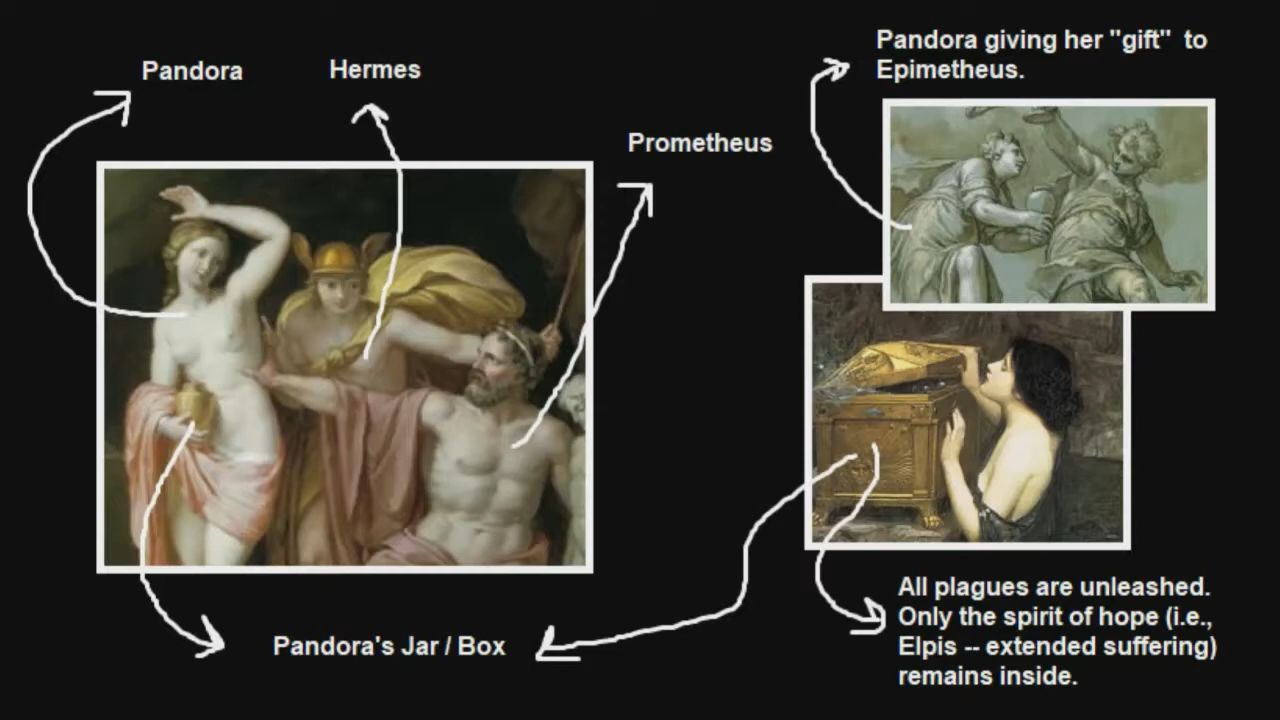 Pandora
Hermes
Prometheus
Pandora giving her "gift" to
Epimetheus.
Pandora's Jar / Box
All plagues are unleashed.
Only the spirit of hope (i.e.,
Elpis -- extended suffering)
remains inside.